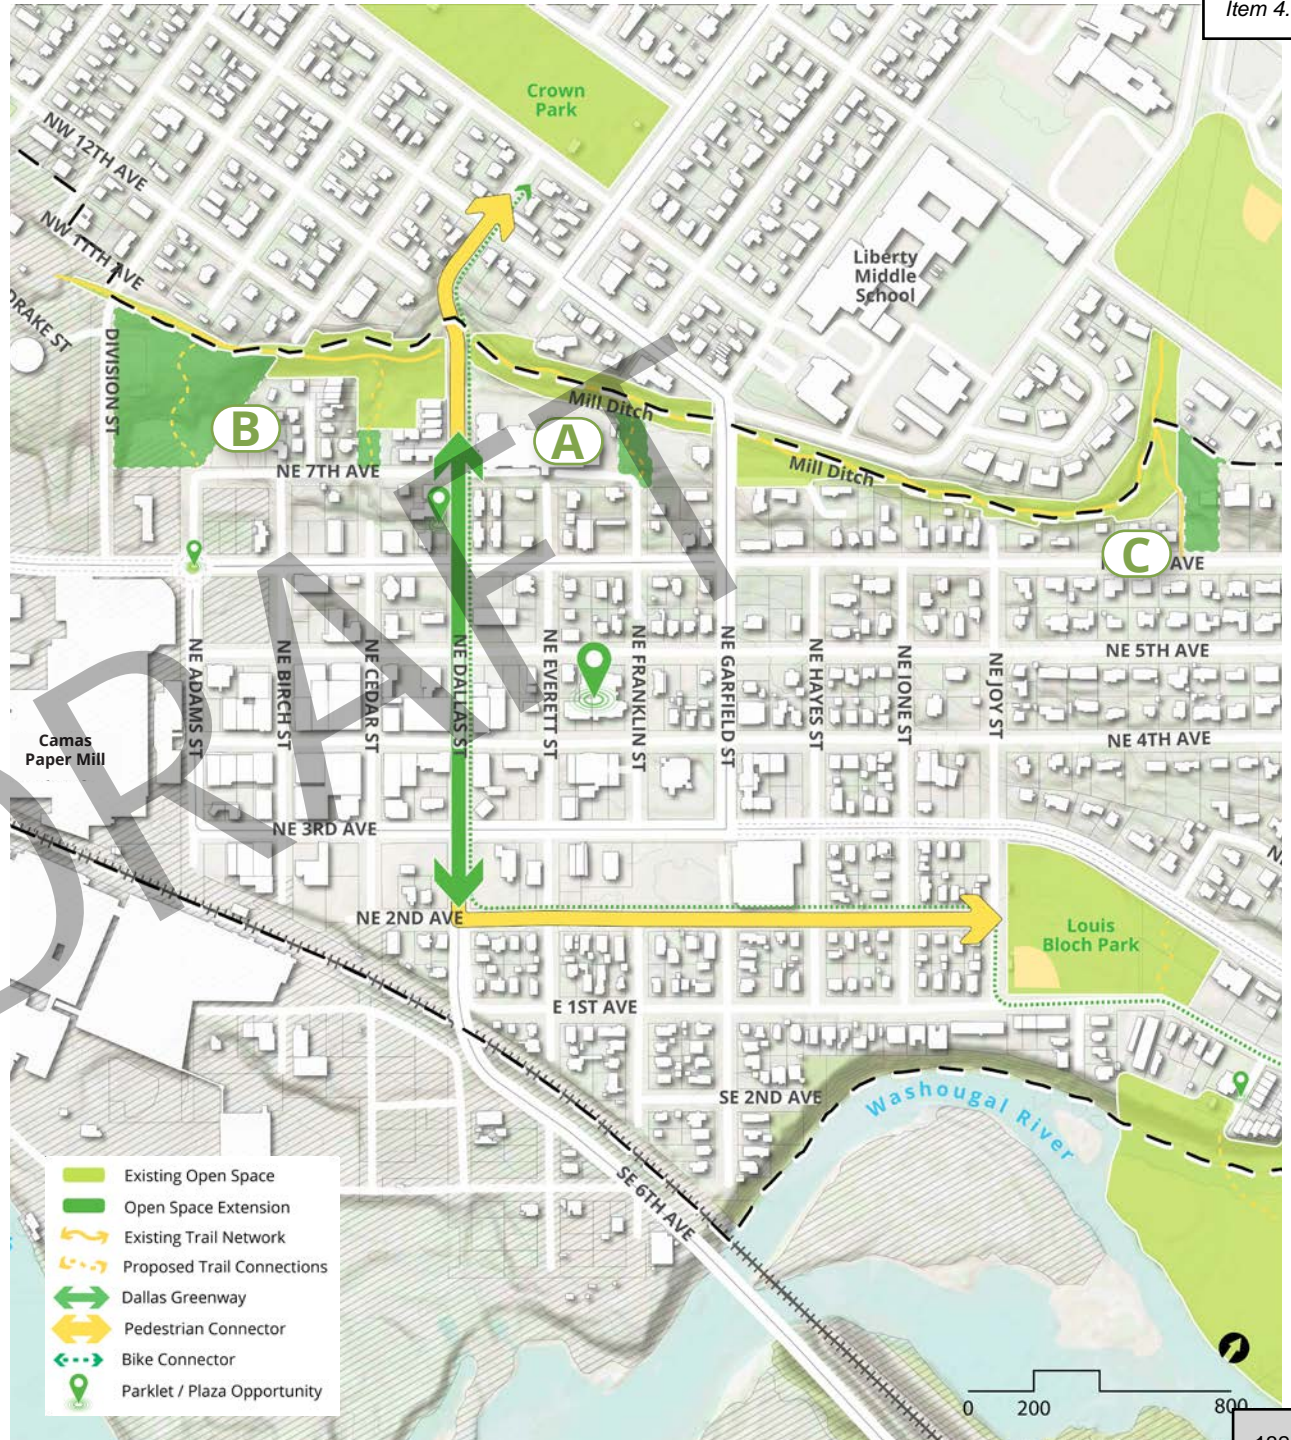 Item 4.
Crown
Park
NW 12TH AVE
NW 11TH AVE
DRAKE ST
DIVISION ST
Liberty
Middle
School
Mill Ditch
Mill Ditch
B
A
C
NE 7TH AVE
AVE
NE ADAMS ST
NE BIRCH ST
NE CEDAR ST
NE DALLAS ST
NE EVERETT ST
NE FRANKLIN ST
NE GARFIELD ST
NE HAYES ST
NE IONE ST
NE JOY ST
NE 5TH AVE
NE 4TH AVE
Camas
Paper Mill
NE 3RD AVE
NE 2ND AVE
Louis
Bloch Park
E 1ST AVE
SE 2ND AVE
Washougal River
SE 6TH AVE
DRAFT
Existing Open Space
Open Space Extension
Existing Trail Network
Proposed Trail Connections
Dallas Greenway
Pedestrian Connector
Bike Connector
Parklet / Plaza Opportunity
0 200 800